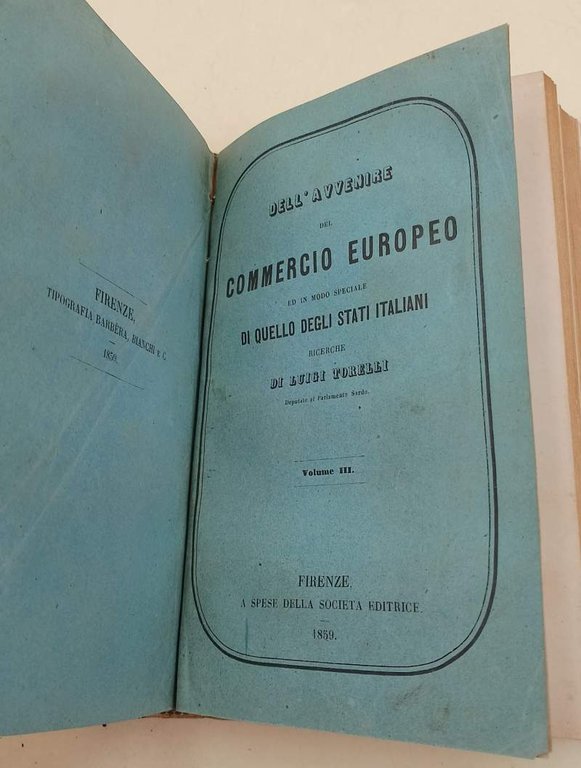 FIRENZE,
TIPOGRAFIA BARBÈRA, BIANCHI E C.
1859.
DELL'AVVENIRE
DEL
COMMERCIO EUROPEO
ED IN MODO SPECIALE
DI QUELLO DEGLI STATI ITALIANI
RICERCHE
DI LUIGI TORELLI
Deputato al Parlamento Sardo.
Volume III.
FIRENZE.
A SPESE DELLA SOCIETÀ EDITRICE.
1859.